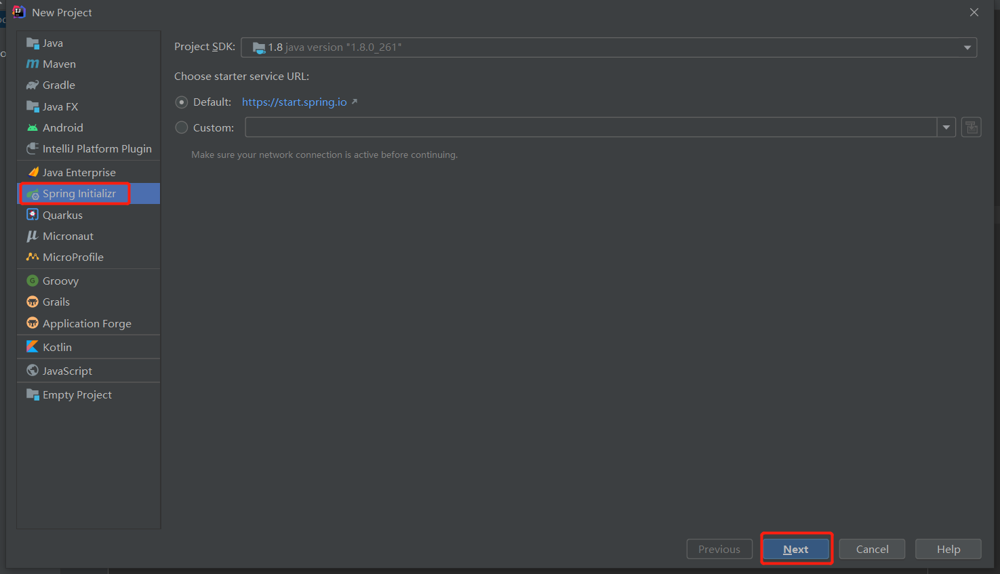 New Project
Java
Maven
Gradle
Java FX
Android
IntelliJ Platform Plugin
Java Enterprise
Spring Initializr
Quarkus
Micronaut
MicroProfile
Groovy
Grails
Application Forge
Kotlin
JavaScript
Empty Project
Project SDK: 1.8 java version "1.8.0_261"
Choose starter service URL:
Default: https://start.spring.io
Custom:
Make sure your network connection is active before continuing.
Previous Next Cancel Help